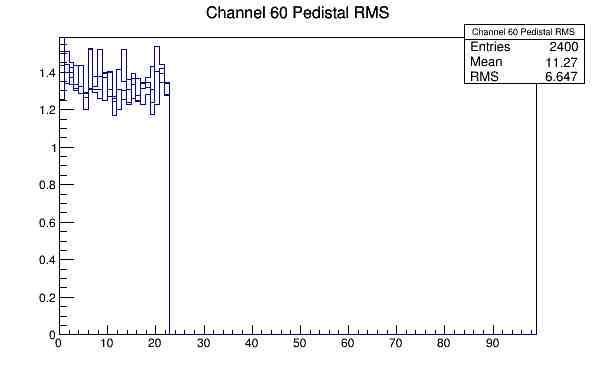 Channel 60 Pedistal RMS
Channel 60 Pedistal RMS
Entries 2400
Mean 11.27
RMS 6.647
1.4
1.2
1
0.8
0.6
0.4
0.2
0
0 10 20 30 40 50 60 70 80 90